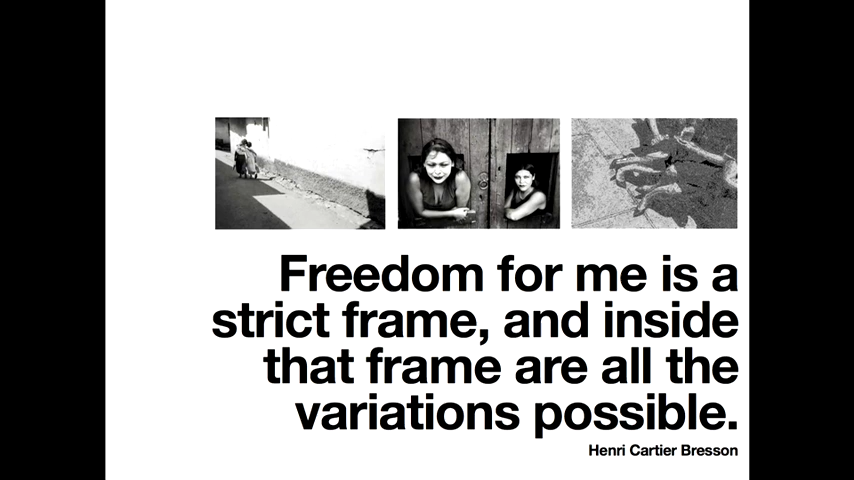 Freedom for me is a
strict frame, and inside
that frame are all the
variations possible.
Henri Cartier Bresson